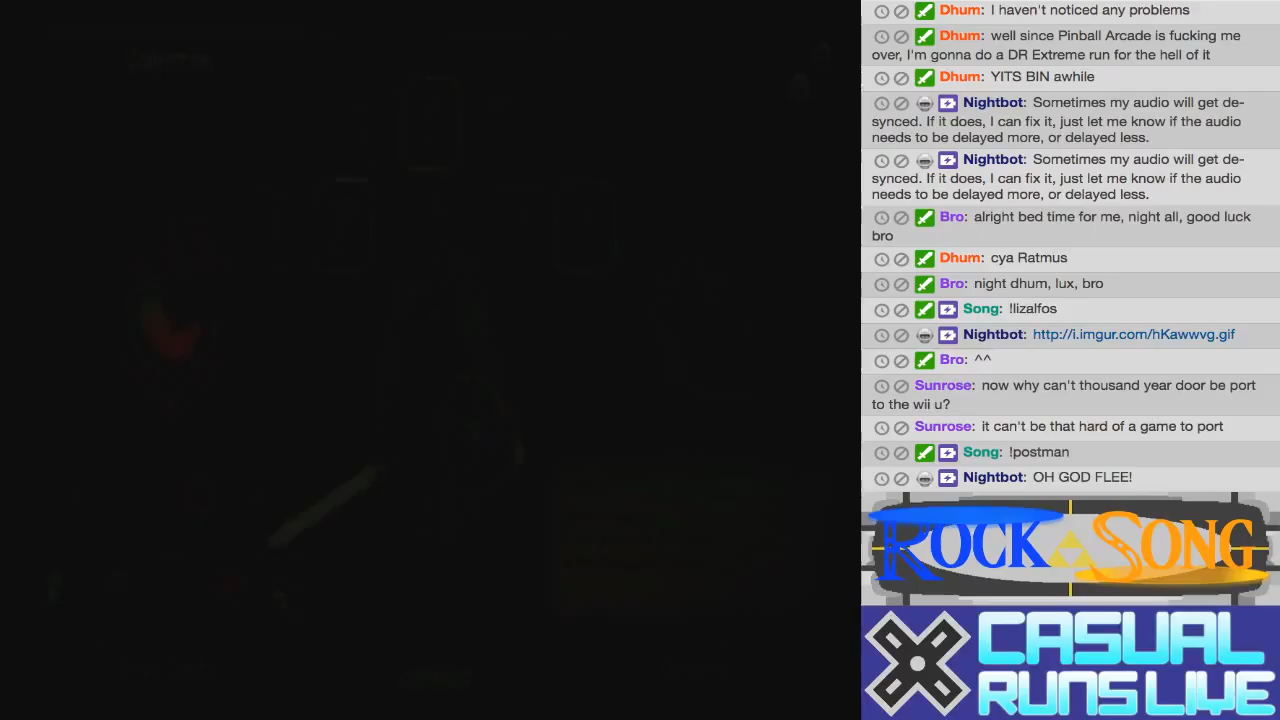 Dhum: I haven't noticed any problems
Dhum: well since Pinball Arcade is fucking me
over, I'm gonna do a DR Extreme run for the hell of it
Dhum: YITS BIN awhile
Nightbot: Sometimes my audio will get de-
synced. If it does, I can fix it, just let me know if the audio
needs to be delayed more, or delayed less.
Nightbot: Sometimes my audio will get de-
synced. If it does, I can fix it, just let me know if the audio
needs to be delayed more, or delayed less.
Bro: alright bed time for me, night all, good luck
bro
Dhum: cya Ratmus
Bro: night dhum, lux, bro
Song: !lizalfos
Nightbot: http://i.imgur.com/hKawwvg.gif
Bro: ^^
Sunrose: now why can't thousand year door be port
to the wii u?
Sunrose: it can't be that hard of a game to port
Song: !postman
Nightbot: OH GOD FLEE!
ROCK SONG
CASUAL
RUNS LIVE